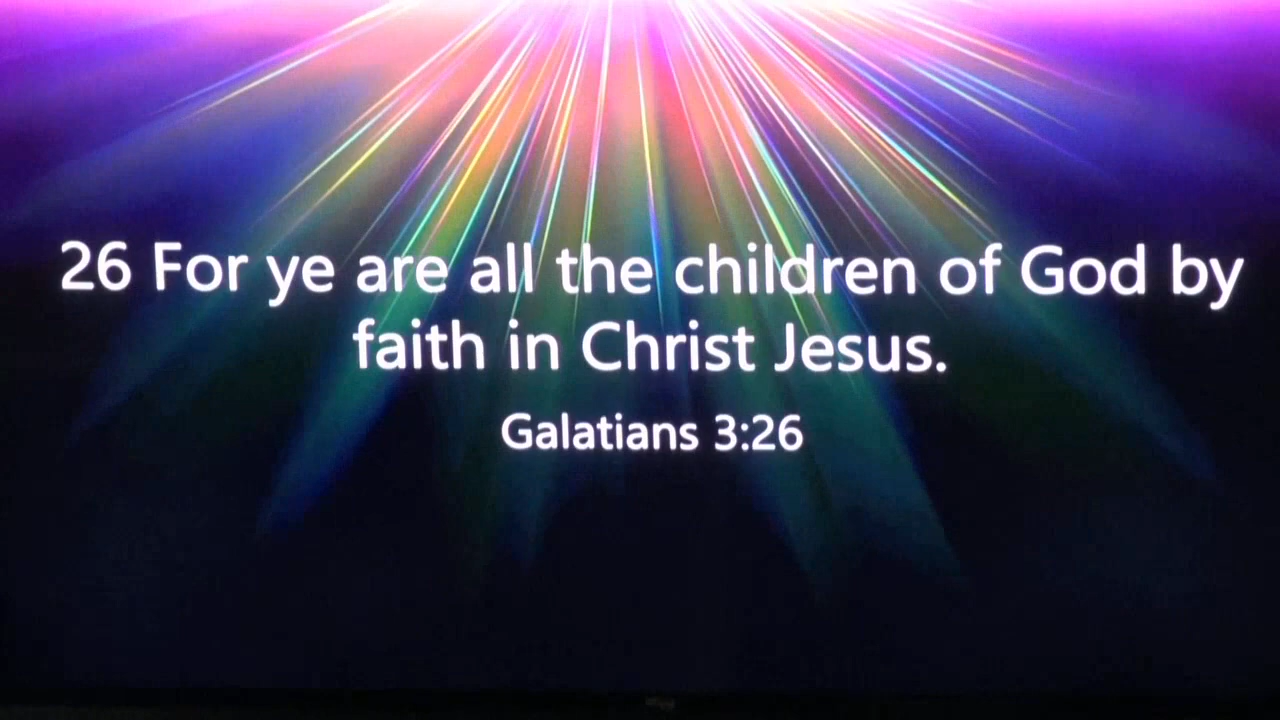 26 For ye are all the children of God by
faith in Christ Jesus.
Galatians 3:26